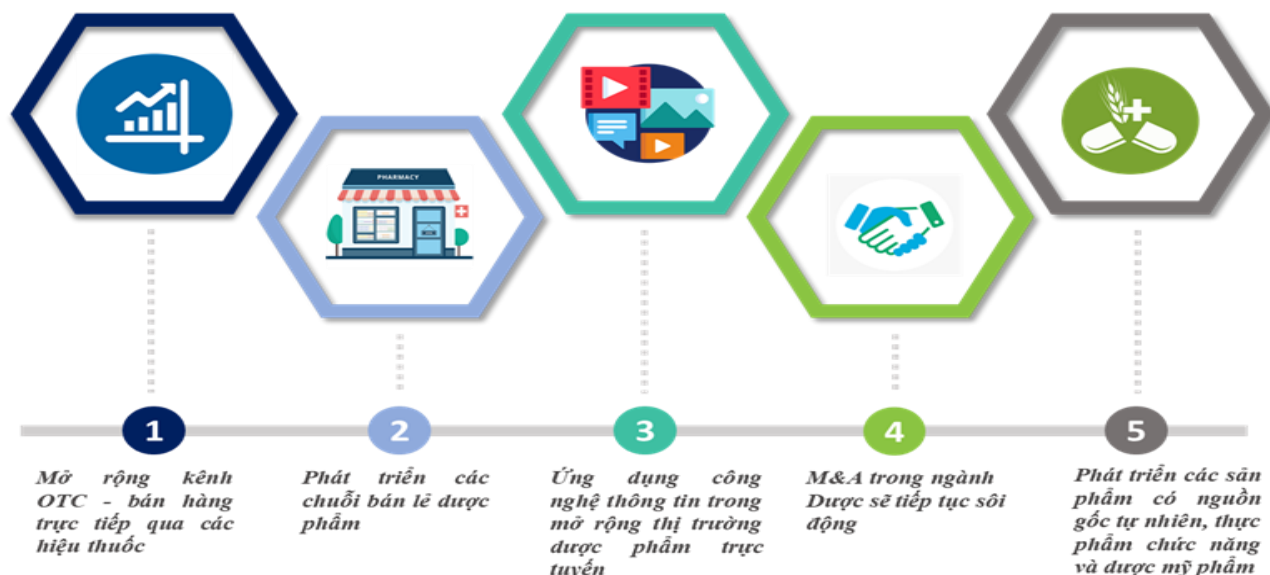 PHARMACY
1
2
3
4
5
Mở rộng kênh
OTC - bán hàng
trực tiếp qua các
hiệu thuốc
Phát triển các
chuỗi bán lẻ dược
phẩm
Ứng dụng công
nghệ thông tin trong
mở rộng thị trường
dược phẩm trực
tuyến
M&A trong ngành
Dược sẽ tiếp tục sôi
động
Phát triển các sản
phẩm có nguồn
gốc tự nhiên, thực
phẩm chức năng
và dược mỹ phẩm